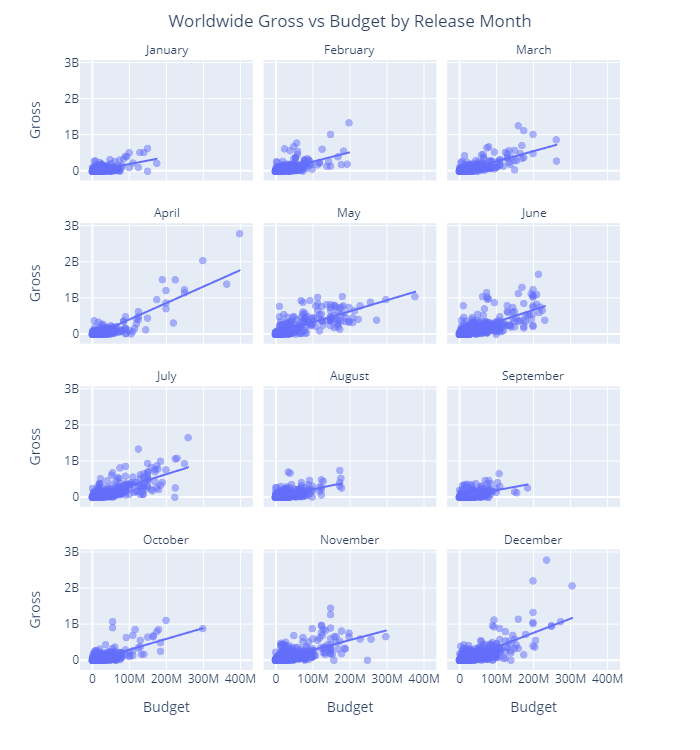 Worldwide Gross vs Budget by Release Month
January February March
3B
2B
1B
0
Gross
April May June
3B
2B
1B
0
Gross
July August September
3B
2B
1B
0
Gross
October November December
3B
2B
1B
0
Gross
0 100M 200M 300M 400M 0 100M 200M 300M 400M 0 100M 200M 300M 400M
Budget Budget Budget